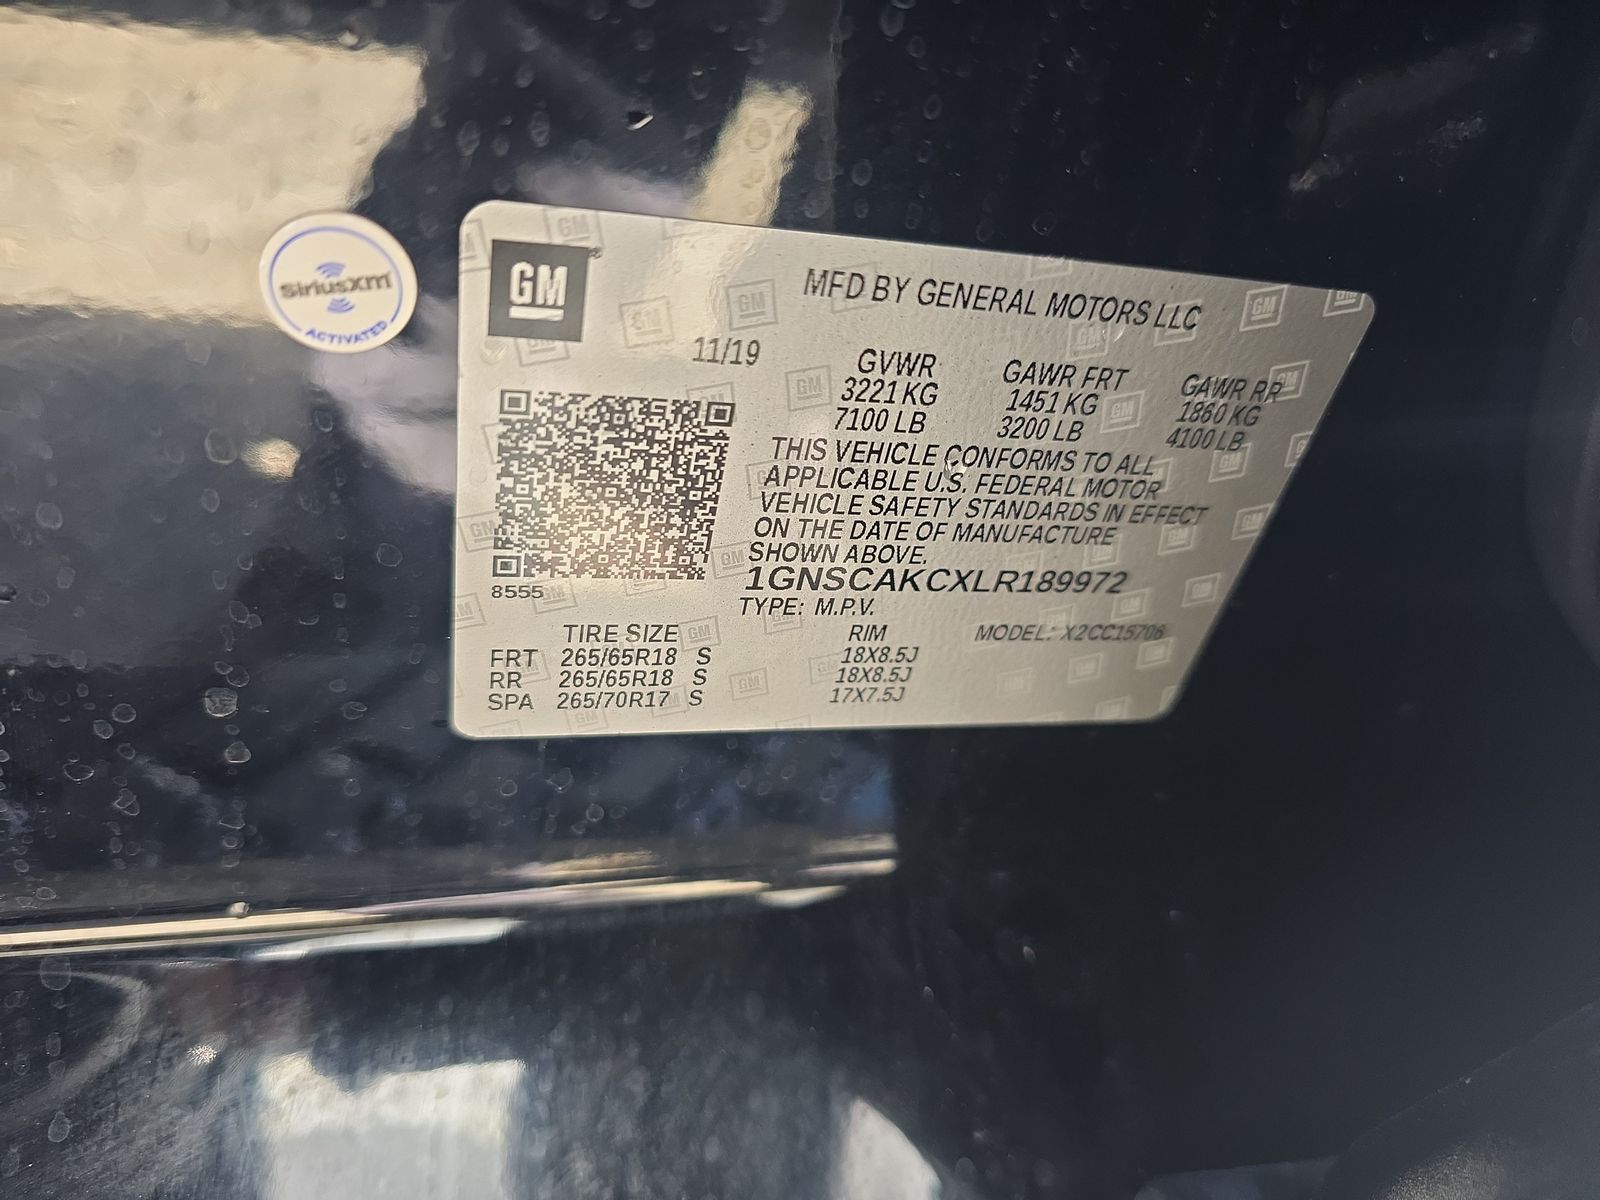 SiriusXM
ACTIVATED
GM
MFD BY GENERAL MOTORS LLC
11/19
GVWR GAWR FRT GAWR RR
3221 KG 1451 KG 1860 KG
7100 LB 3200 LB 4100 LB
THIS VEHICLE CONFORMS TO ALL
APPLICABLE U.S. FEDERAL MOTOR
VEHICLE SAFETY STANDARDS IN EFFECT
ON THE DATE OF MANUFACTURE
SHOWN ABOVE.
1GNSCAKCXLR189972
8555
TYPE: M.P.V.
TIRE SIZE RIM MODEL: X2CC15706
FRT 265/65R18 S 18X8.5J
RR 265/65R18 S 18X8.5J
SPA 265/70R17 S 17X7.5J